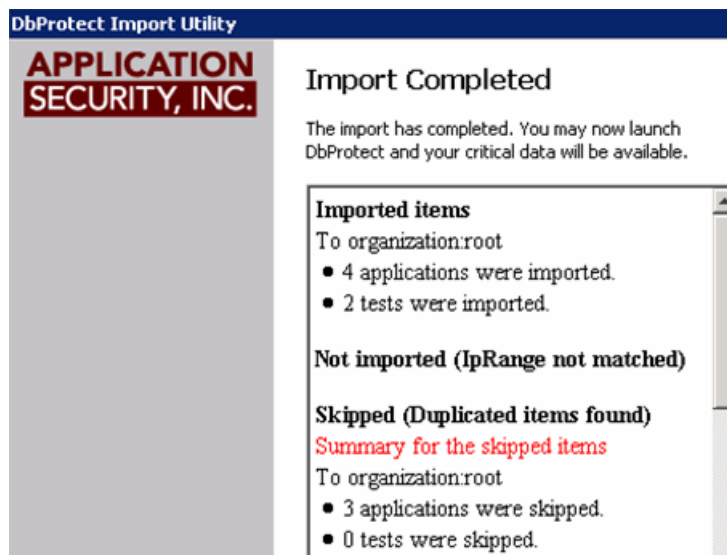 DbProtect Import Utility
APPLICATION
SECURITY, INC.
Import Completed
The import has completed. You may now launch
DbProtect and your critical data will be available.
Imported items
To organization:root
• 4 applications were imported.
• 2 tests were imported.
Not imported (IpRange not matched)
Skipped (Duplicated items found)
Summary for the skipped items
To organization:root
• 3 applications were skipped.
• 0 tests were skipped.